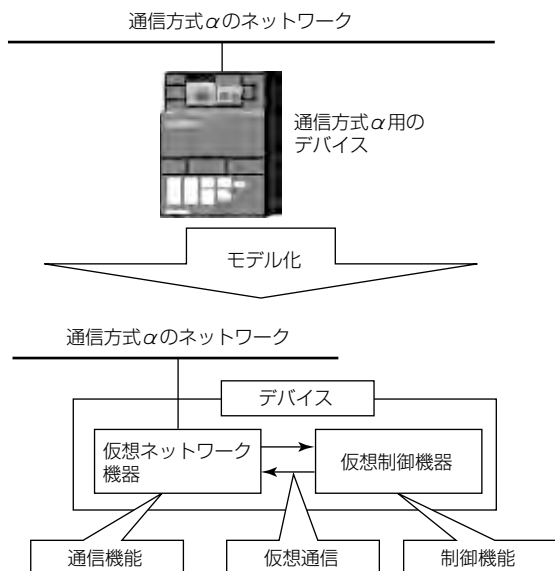 通信方式αのネットワーク
通信方式α用の
デバイス
モデル化
通信方式αのネットワーク
デバイス
仮想ネットワーク
機器
仮想制御機器
通信機能
仮想通信
制御機能